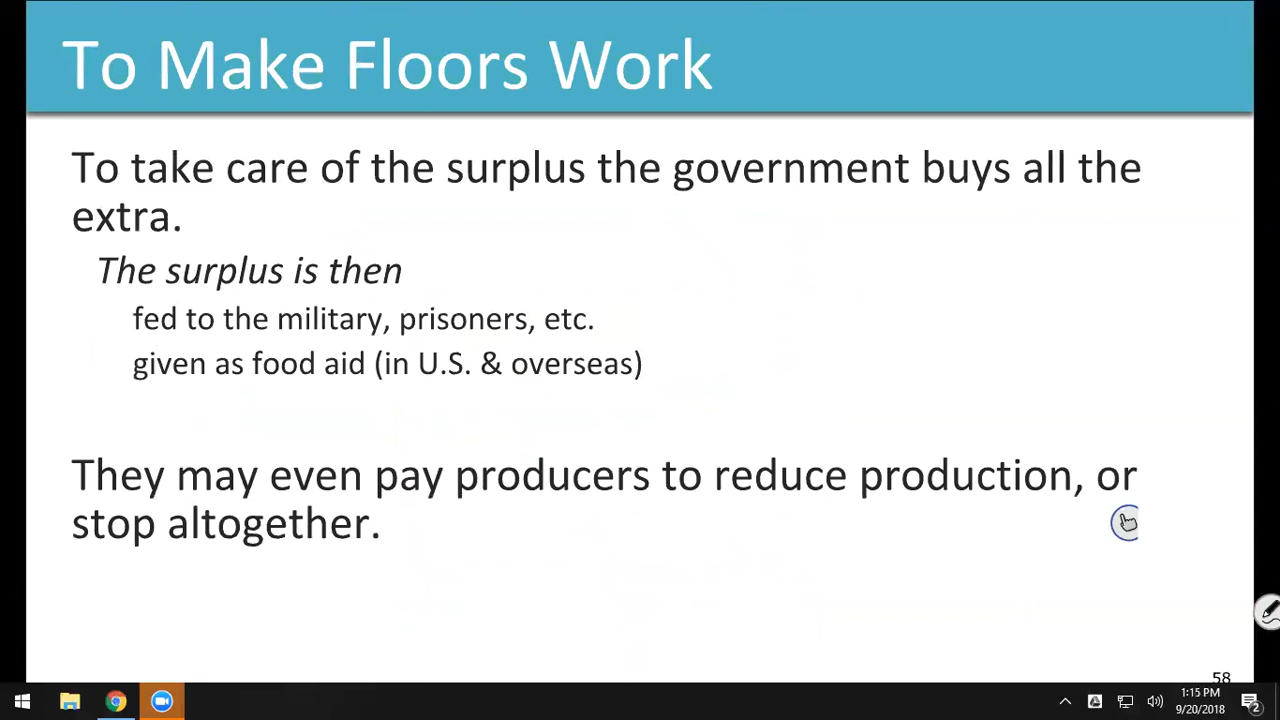 To Make Floors Work
To take care of the surplus the government buys all the
extra.
The surplus is then
fed to the military, prisoners, etc.
given as food aid (in U.S. & overseas)
They may even pay producers to reduce production, or
stop altogether.
58
1:15 PM
9/20/2018
2